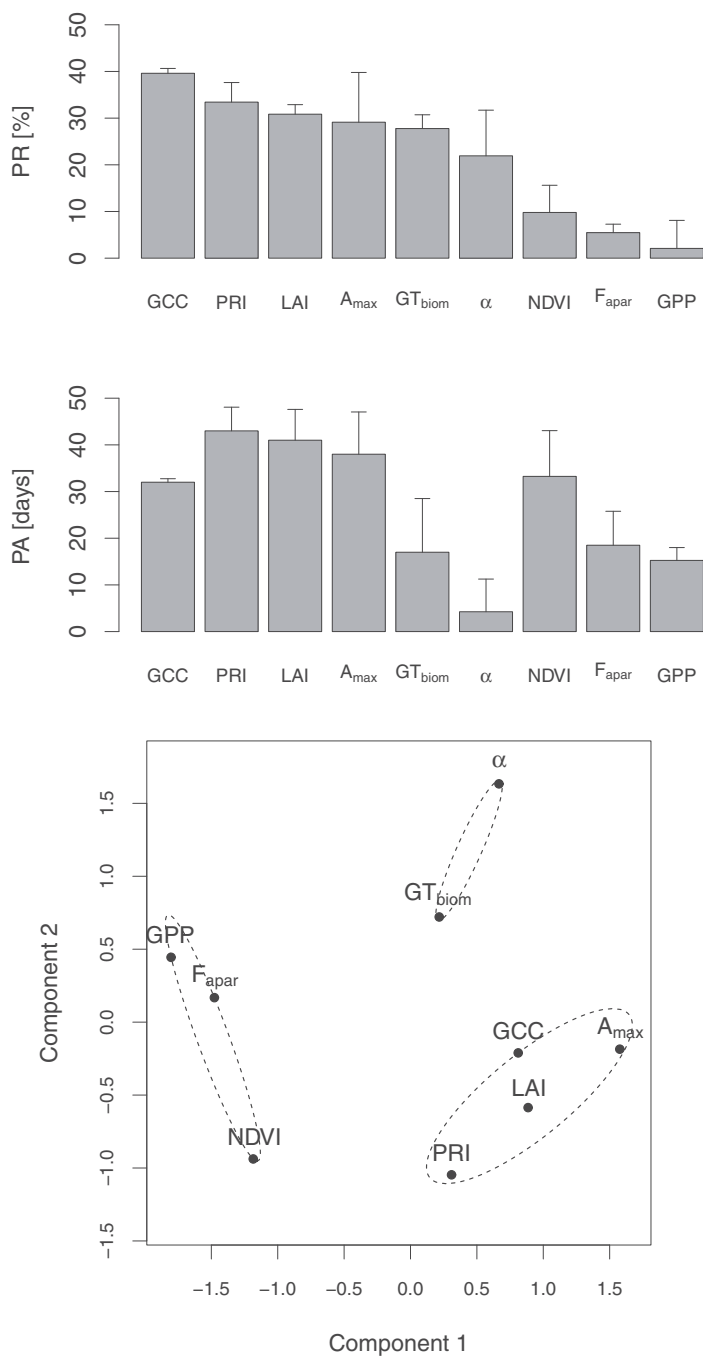 PR [%]
50
40
30
20
10
0
GCC PRI LAI Amax GTbiom α NDVI Fapar GPP
PA [days]
50
40
30
20
10
0
GCC PRI LAI Amax GTbiom α NDVI Fapar GPP
Component 2
1.5
1.0
0.5
0.0
−0.5
−1.0
−1.5
α
GTbiom
GPP
Fapar
GCC
Amax
LAI
NDVI
PRI
−1.5 −1.0 −0.5 0.0 0.5 1.0 1.5
Component 1